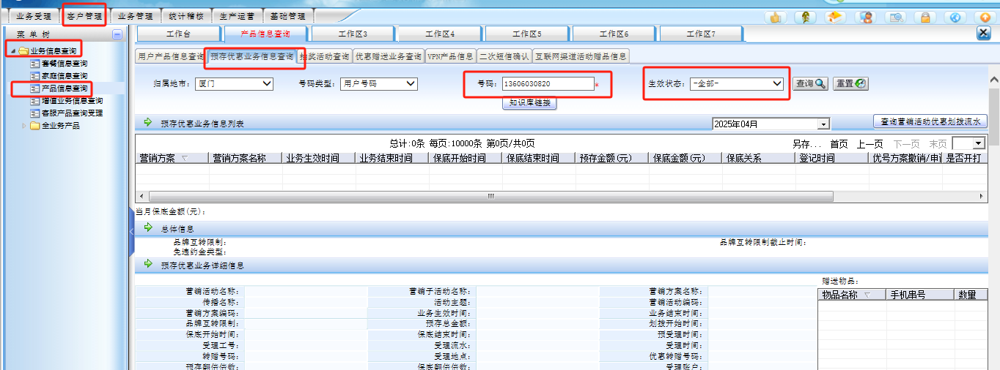 业务受理 客户管理 业务管理 统计稽核 生产运营 基础管理
菜 单 树
工作台 产品信息查询 工作区3 工作区4 工作区5 工作区6 工作区7
业务信息查询
套餐信息查询
家庭信息查询
产品信息查询
增值业务信息查询
客服产品查询受理
全业务产品
用户产品信息查询 预存优惠业务信息查询 抽奖活动查询 优惠赠送业务查询 VPN产品信息 二次短信确认 互联网渠道活动赠品信息
归属地市： 厦门 号码类型： 用户号码 号码： 13606030820 * 生效状态： -全部- 查询 重置
知识库链接
预存优惠业务信息列表 2025年04月 查询营销活动优惠划拨流水
总计:0条 每页:10000条 第0页/共0页 另存... 首页 上一页 下一页 末页
营销方案 营销方案名称 业务生效时间 业务结束时间 保底开始时间 保底结束时间 预存金额(元) 保底金额(元) 保底关系 登记时间 优号方案撤销/申请 是否开打
当月保底金额(元)：
总体信息
品牌互转限制： 品牌互转限制截止时间：
免违约金类型：
预存优惠业务详细信息
赠送物品：
物品名称 手机串号 数量
营销活动名称： 营销子活动名称： 营销方案名称：
传播名称： 活动主题： 营销活动编码：
营销方案编码： 业务生效时间： 业务结束时间：
品牌互转限制： 预存总金额： 划拨开始时间：
保底开始时间： 保底结束时间： 预受理时间：
受理工号： 受理流水： 受理时间：
转赠号码： 受理地点： 优惠转赠号码：
预存翻倍倍数： 保底翻倍倍数： 受理账户：